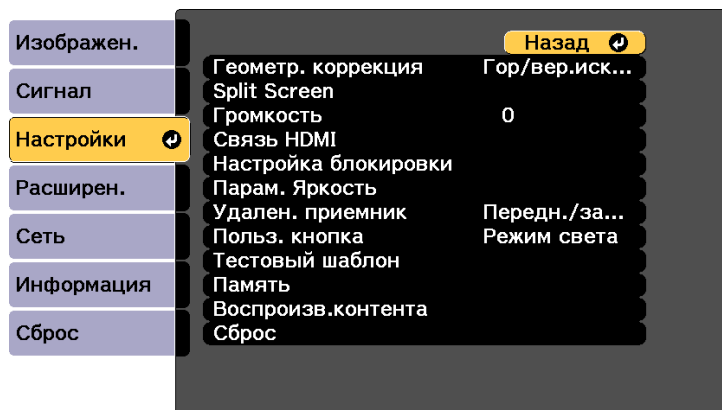 Изображен.
Сигнал
Настройки
Расширен.
Сеть
Информация
Сброс
Назад
Геометр. коррекция Гор/вер.иск...
Split Screen
Громкость 0
Связь HDMI
Настройка блокировки
Парам. Яркость
Удален. приемник Передн./за...
Польз. кнопка Режим света
Тестовый шаблон
Память
Воспроизв.контента
Сброс